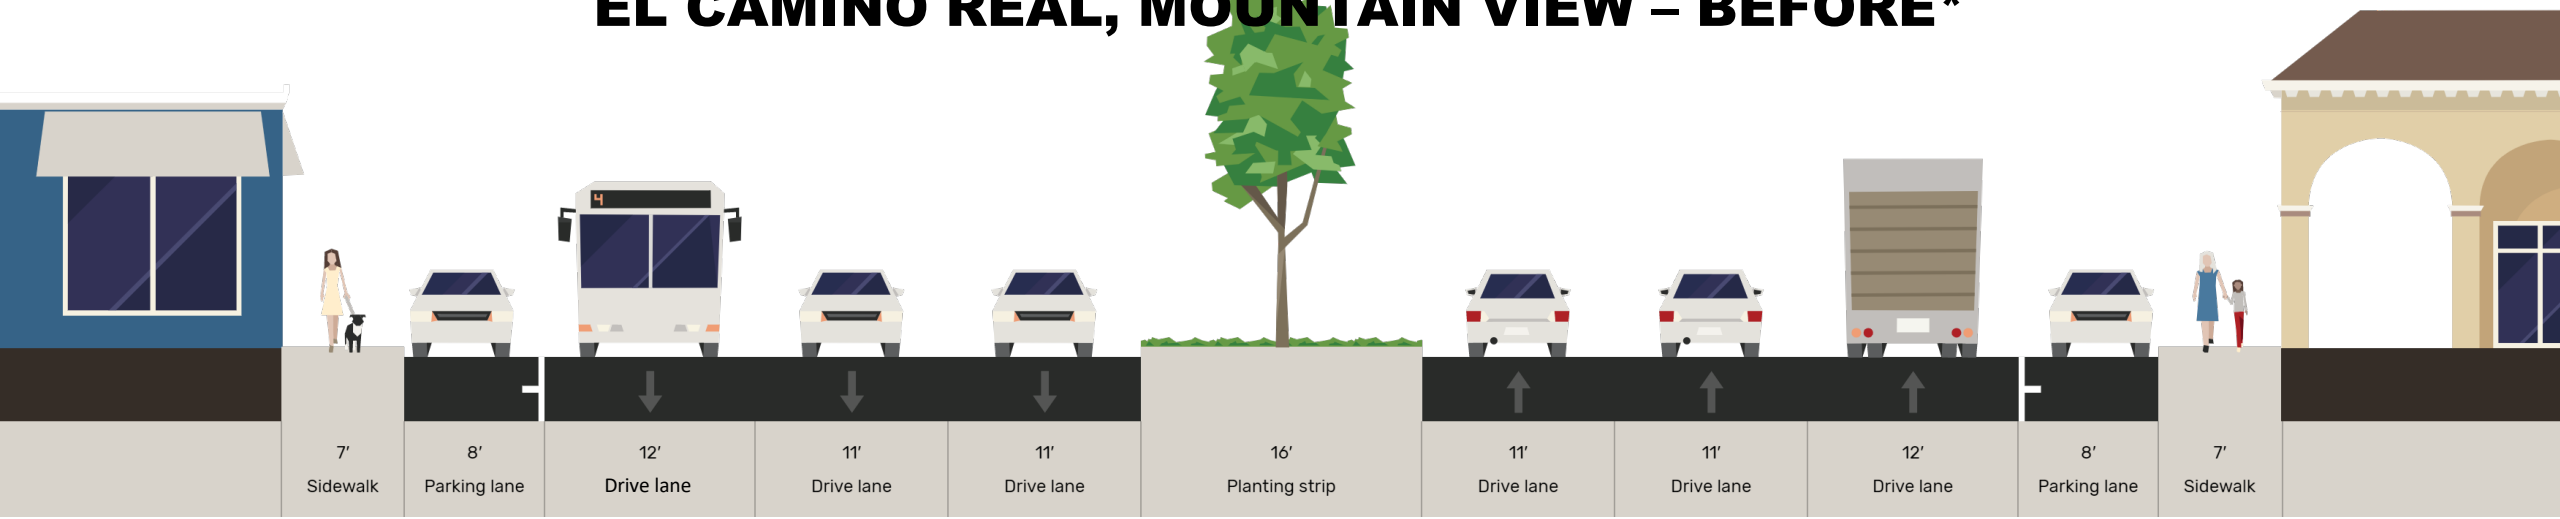 EL CAMINO REAL, MOUNTAIN VIEW – BEFORE*
4
7' 8' 12' 11' 11' 16' 11' 11' 12' 8' 7'
Sidewalk Parking lane Drive lane Drive lane Drive lane Planting strip Drive lane Drive lane Drive lane Parking lane Sidewalk